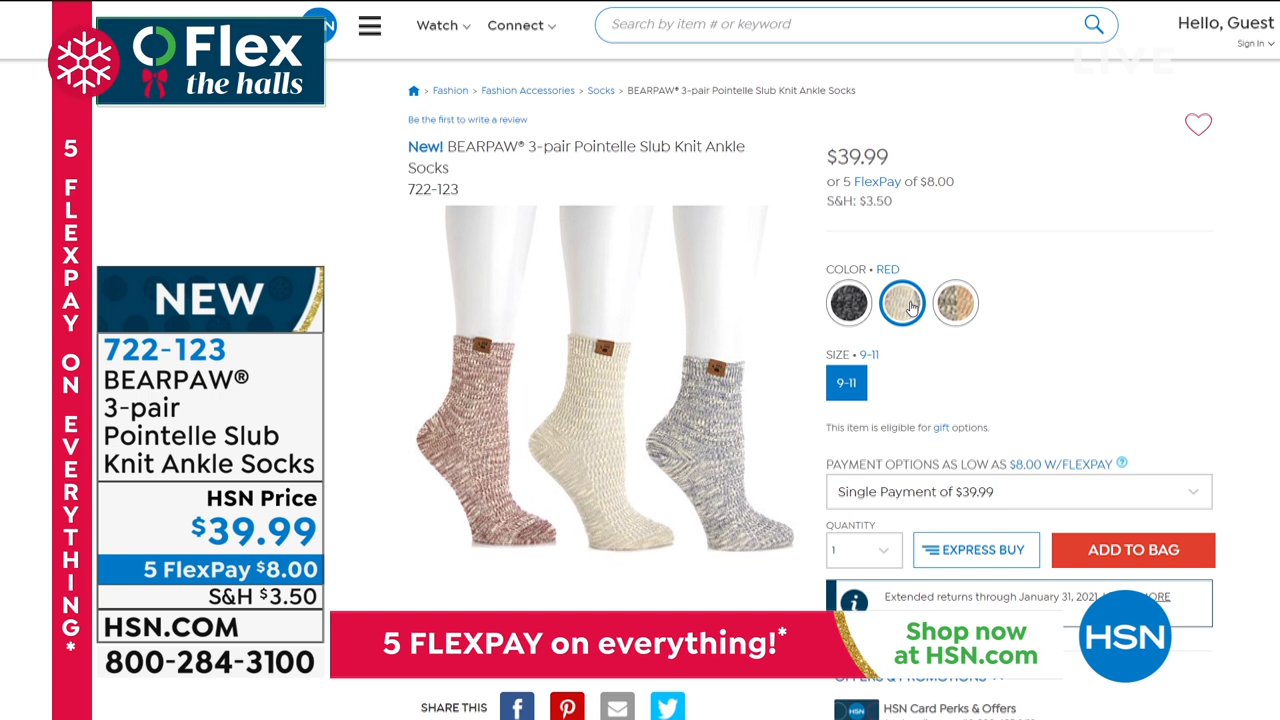 Flex
the halls
5 FLEXPAY ON EVERYTHING*
NEW
722-123
BEARPAW®
3-pair
Pointelle Slub
Knit Ankle Socks
HSN Price
$39.99
5 FlexPay $8.00
S&H $3.50
HSN.COM
800-284-3100
Watch
Connect
Search by item # or keyword
Hello, Guest
Sign In
LIVE
> Fashion > Fashion Accessories > Socks > BEARPAW® 3-pair Pointelle Slub Knit Ankle Socks
Be the first to write a review
New! BEARPAW® 3-pair Pointelle Slub Knit Ankle
Socks
722-123
$39.99
or 5 FlexPay of $8.00
S&H: $3.50
COLOR • RED
SIZE • 9-11
9-11
This item is eligible for gift options.
PAYMENT OPTIONS AS LOW AS $8.00 W/FLEXPAY ?
Single Payment of $39.99
QUANTITY
1
EXPRESS BUY
ADD TO BAG
i
Extended returns through January 31, 2021.
5 FLEXPAY on everything!*
Shop now
at HSN.com
HSN
OFFERS & PROMOTIONS
SHARE THIS
HSN
HSN Card Perks & Offers